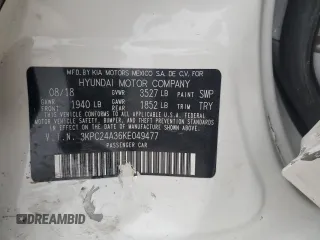 MFD.BY KIA MOTORS MEXICO S.A. DE C.V. FOR
HYUNDAI MOTOR COMPANY
08/18 GVWR 3527 LB PAINT SWP
GAWR FRONT 1940 LB GAWR REAR 1852 LB TRIM TRY
THIS VEHICLE CONFORMS TO ALL APPLICABLE
FEDERAL MOTOR VEHICLE SAFETY, BUMPER AND
THEFT PREVENTION STANDARDS IN EFFECT ON
THE DATE OF MANUFACTURE SHOWN ABOVE.
V.I.N. 3KPC24A36KE049477
PASSENGER CAR
© DREAMBID